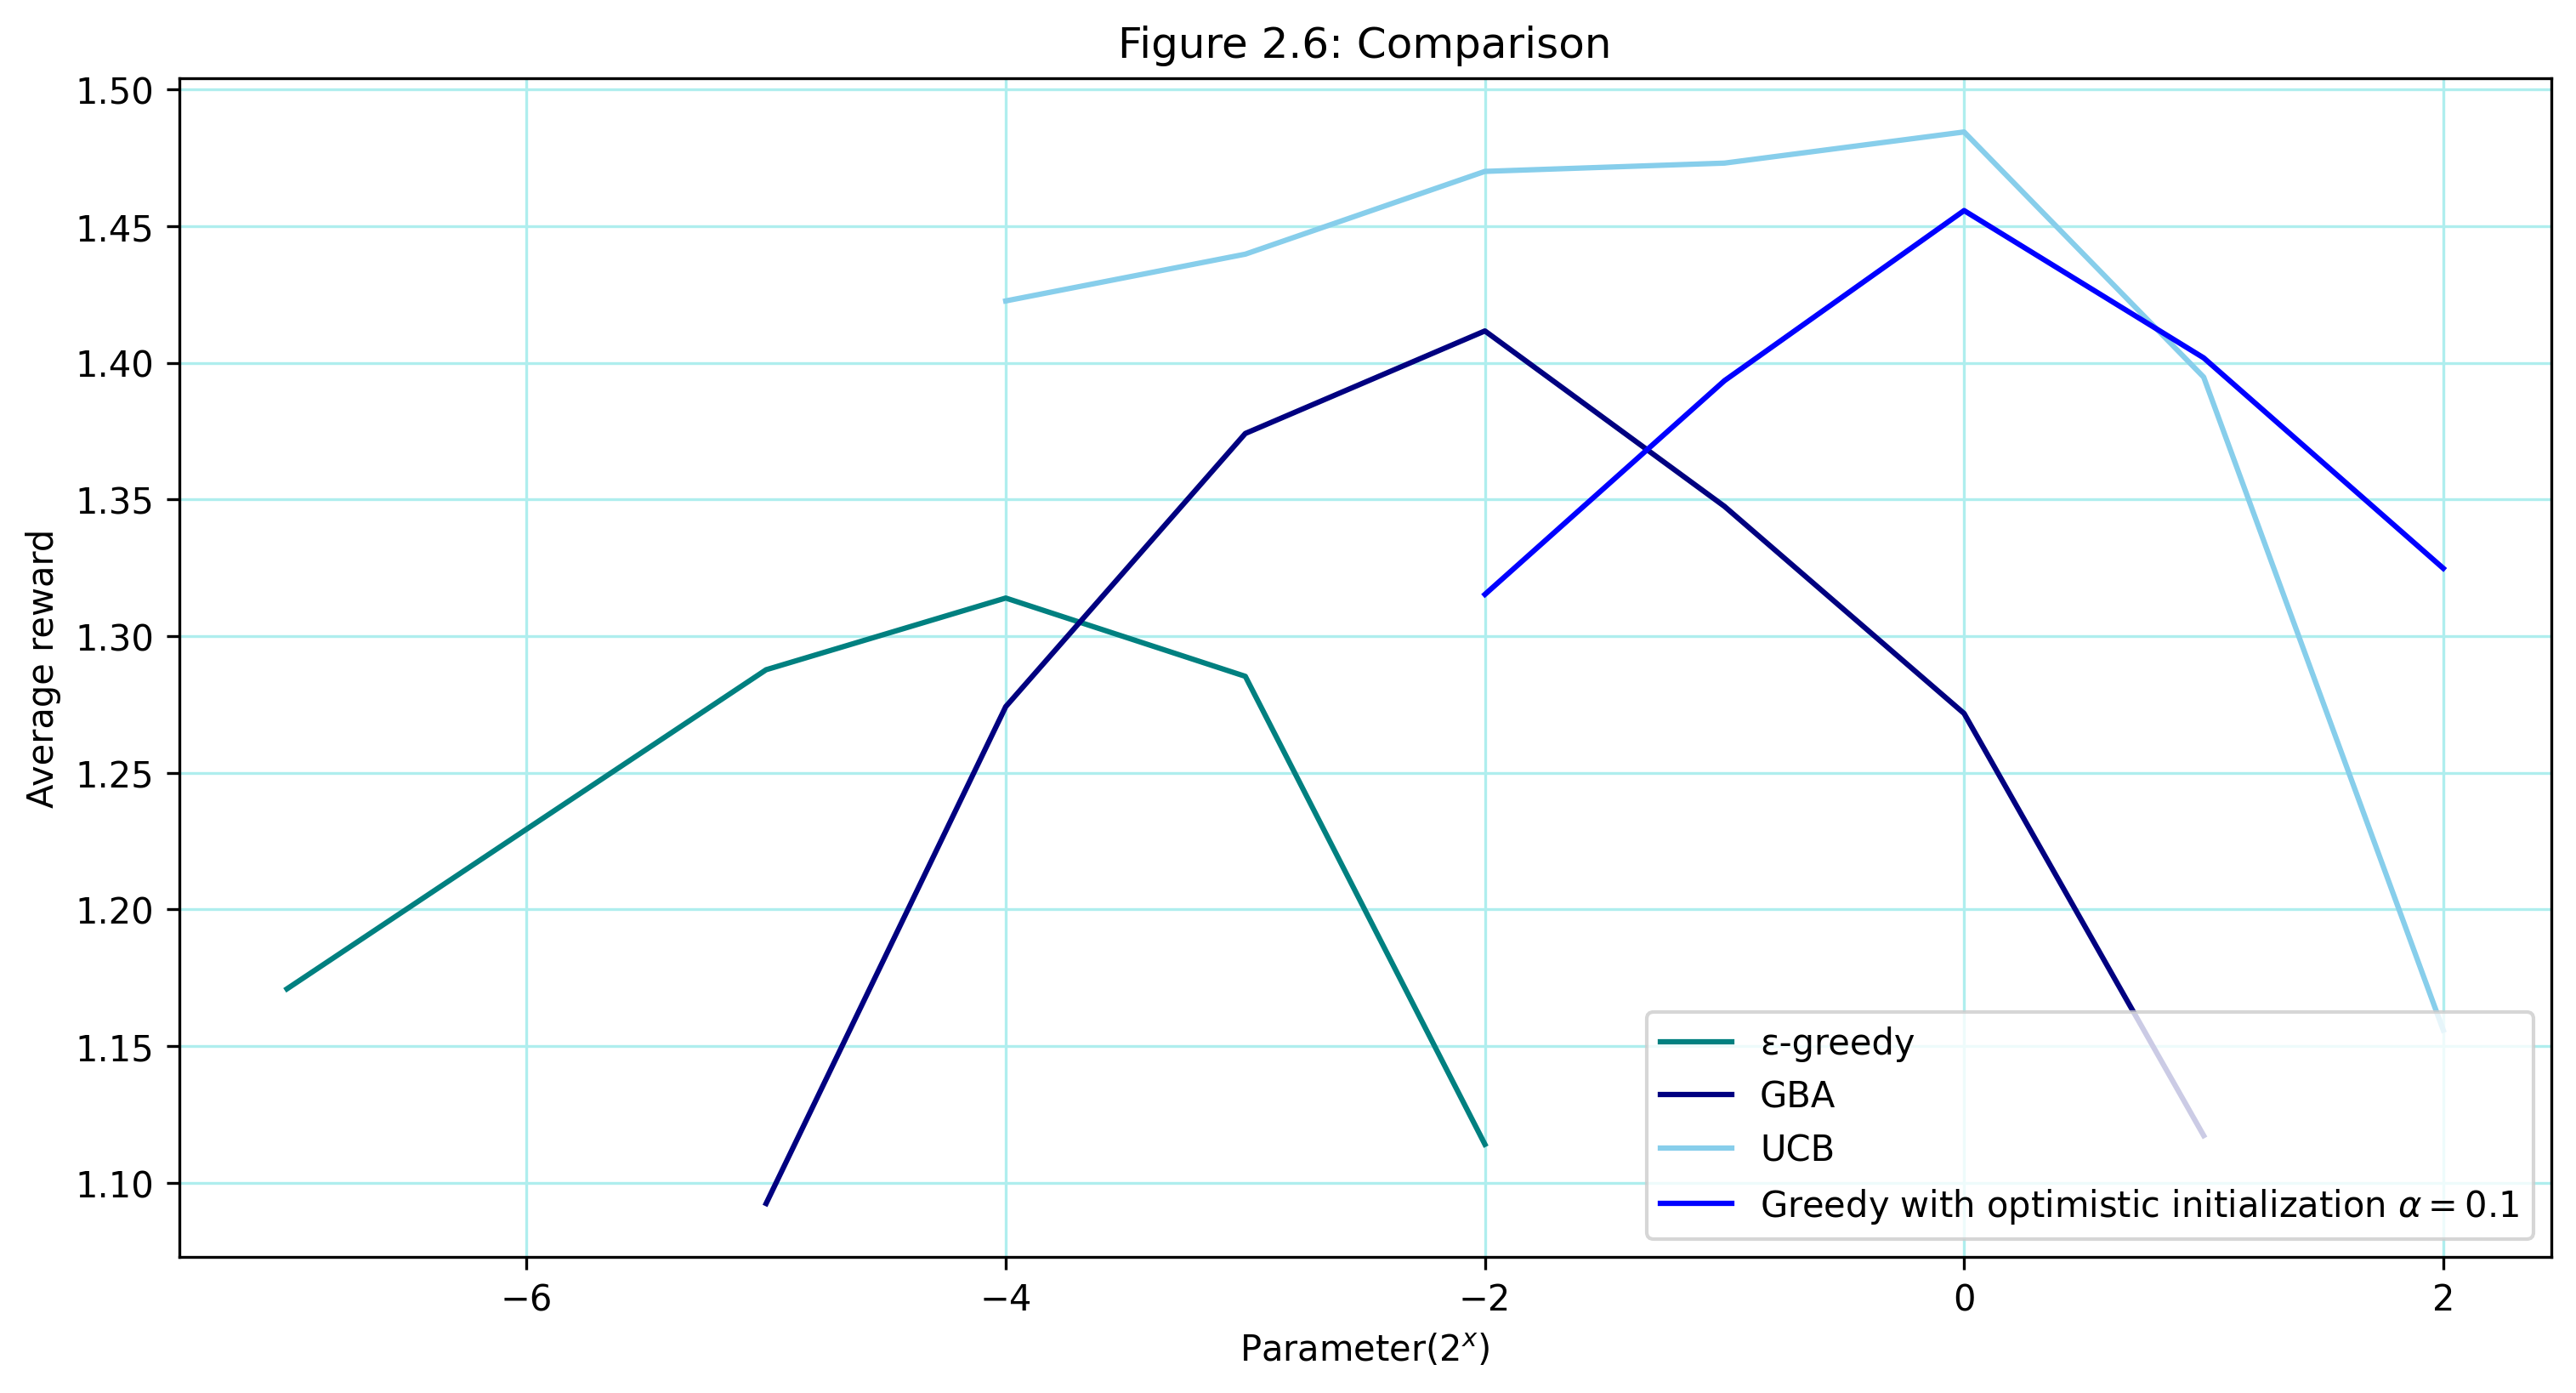 Figure 2.6: Comparison
1.50
1.45
1.40
1.35
1.30
1.25
1.20
1.15
1.10
Average reward
−6
−4
−2
0
2
Parameter(2ˣ)
ε-greedy
GBA
UCB
Greedy with optimistic initialization α = 0.1